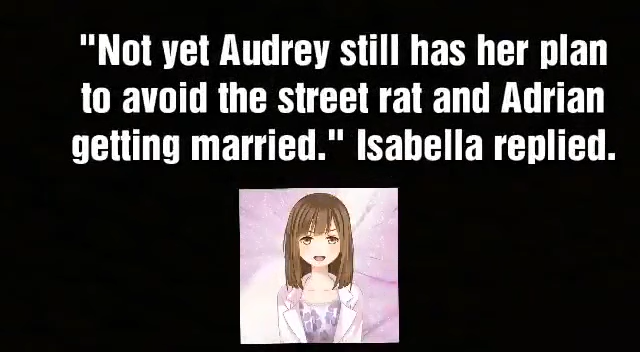 "Not yet Audrey still has her plan
to avoid the street rat and Adrian
getting married." Isabella replied.